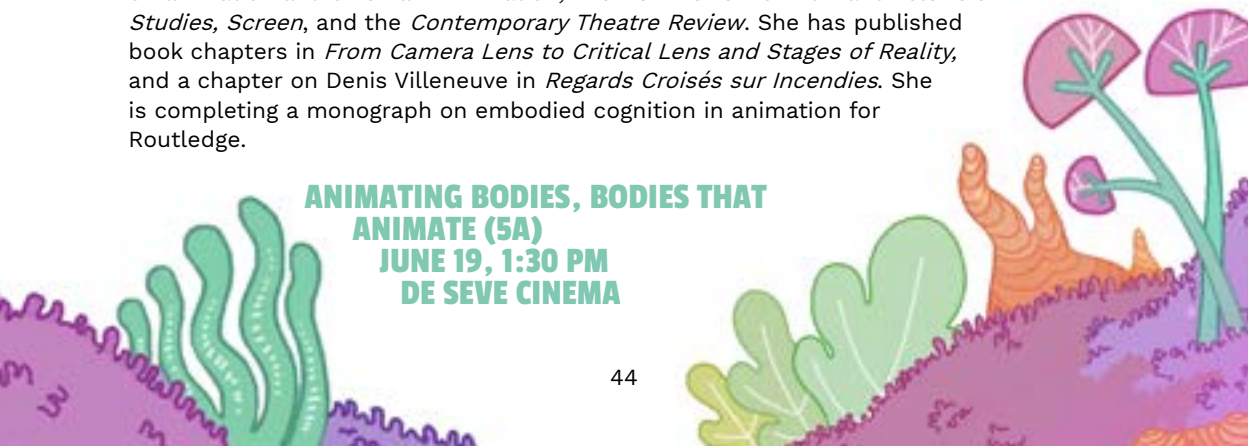 Studies, Screen, and the Contemporary Theatre Review. She has published
book chapters in From Camera Lens to Critical Lens and Stages of Reality,
and a chapter on Denis Villeneuve in Regards Croisés sur Incendies. She
is completing a monograph on embodied cognition in animation for
Routledge.
ANIMATING BODIES, BODIES THAT
ANIMATE (5A)
JUNE 19, 1:30 PM
DE SEVE CINEMA
44